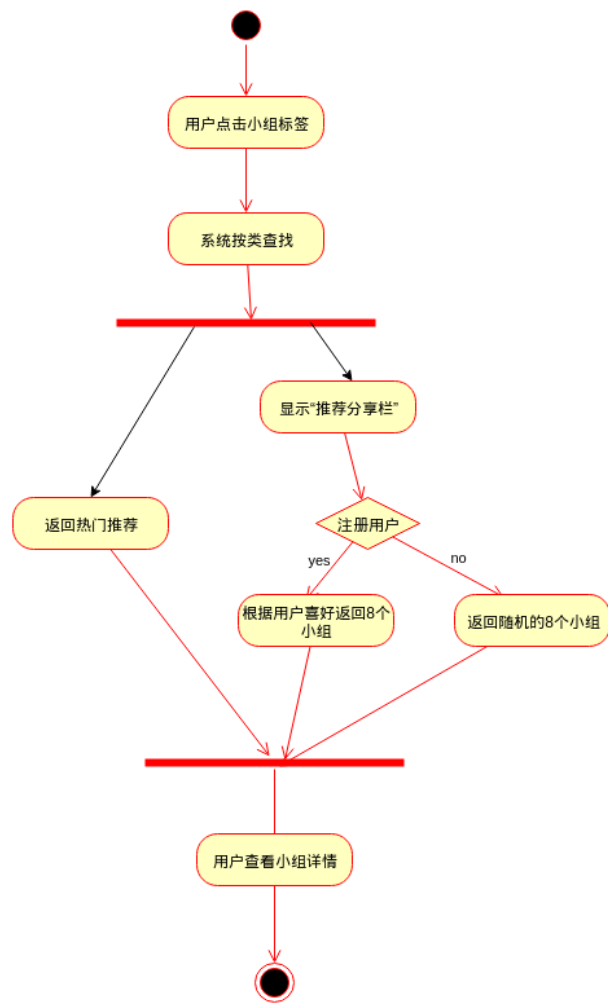 用户点击小组标签
系统按类查找
显示“推荐分享栏”
返回热门推荐
注册用户
yes
no
根据用户喜好返回8个
小组
返回随机的8个小组
用户查看小组详情